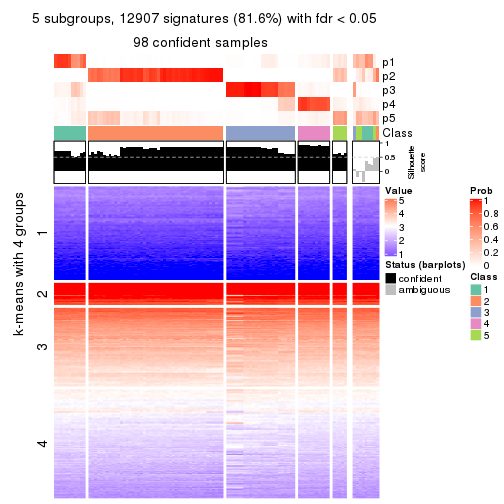 5 subgroups, 12907 signatures (81.6%) with fdr < 0.05
98 confident samples
p1
p2
p3
p4
p5
Class
1
0.5
0
Silhouette
score
k-means with 4 groups
1
2
3
4
Value
5
4
3
2
1
Status (barplots)
confident
ambiguous
Prob
1
0.8
0.6
0.4
0.2
0
Class
1
2
3
4
5